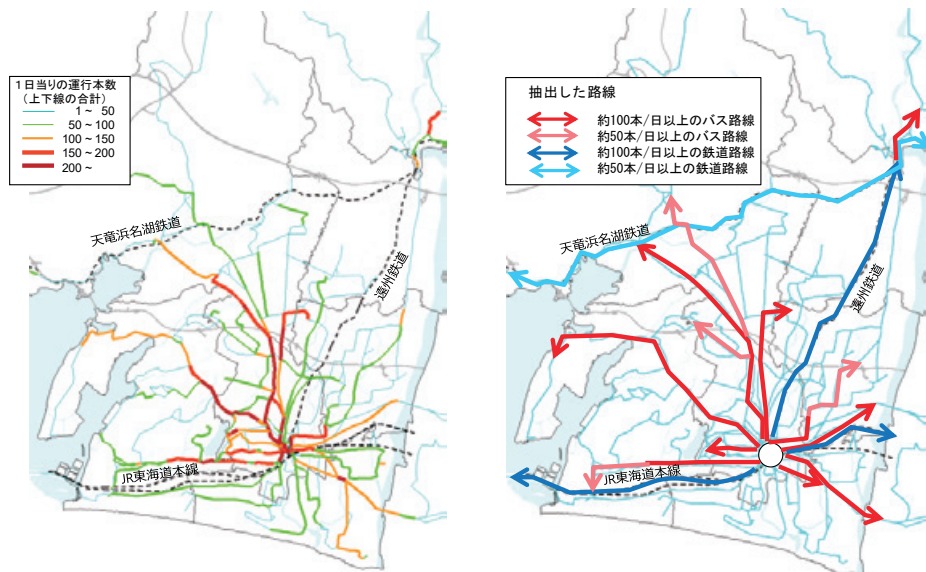 1日当りの運行本数
(上下線の合計)
1~ 50
50~100
100~150
150~200
200~
天竜浜名湖鉄道
遠州鉄道
JR東海道本線
抽出した路線
約100本/日以上のバス路線
約50本/日以上のバス路線
約100本/日以上の鉄道路線
約50本/日以上の鉄道路線
天竜浜名湖鉄道
遠州鉄道
JR東海道本線